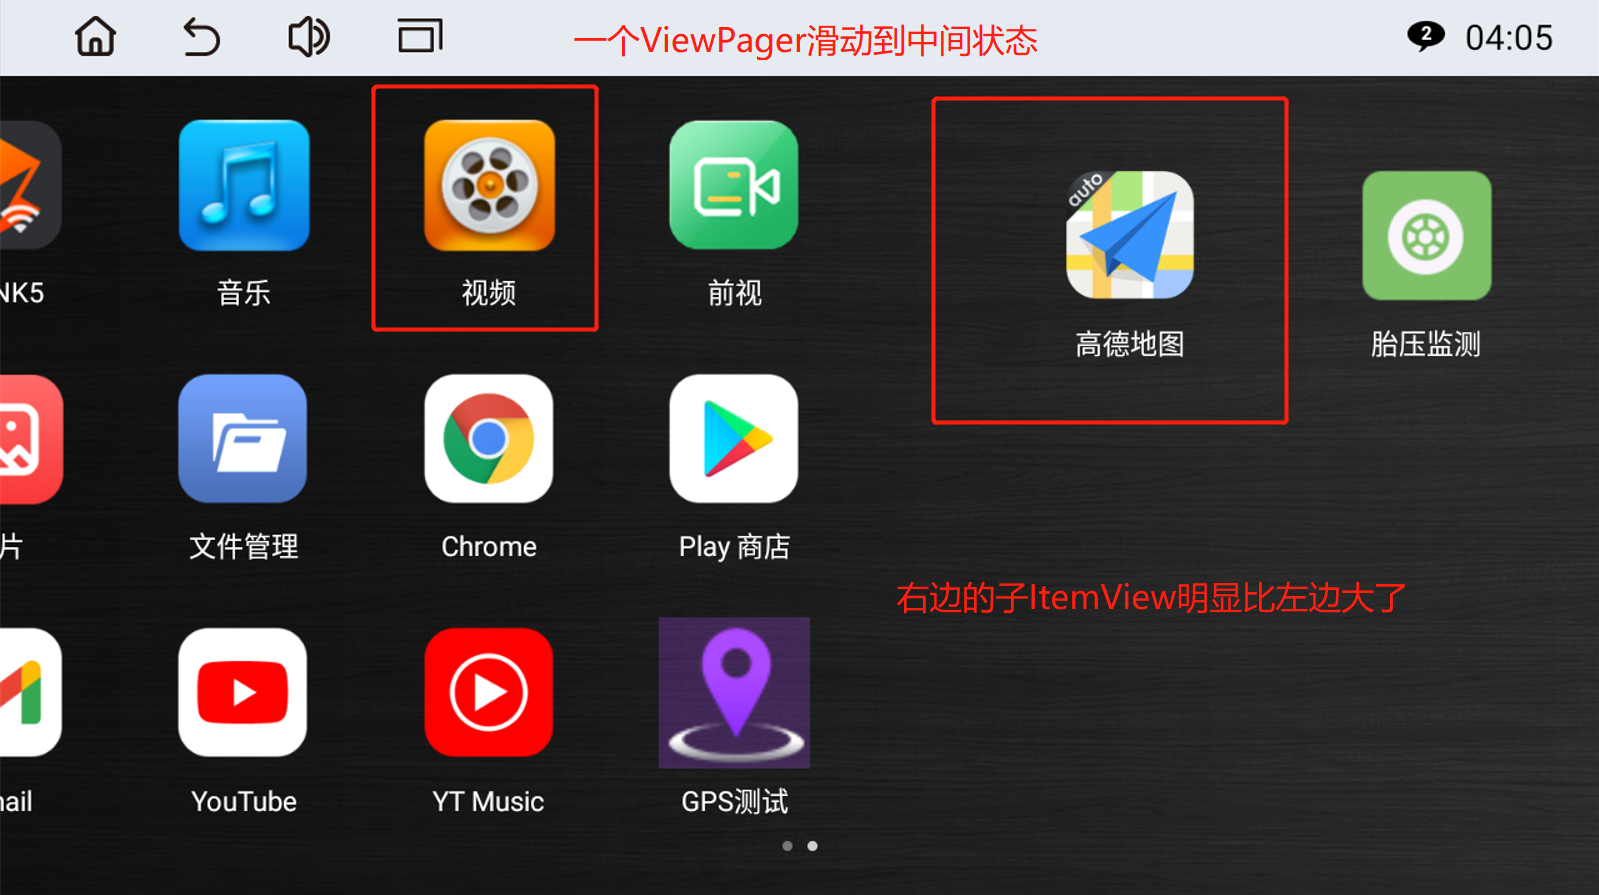 一个ViewPager滑动到中间状态
2 04:05
auto
NK5 音乐 视频 前视
高德地图 胎压监测
片 文件管理 Chrome Play 商店
右边的子ItemView明显比左边大了
ail YouTube YT Music GPS测试